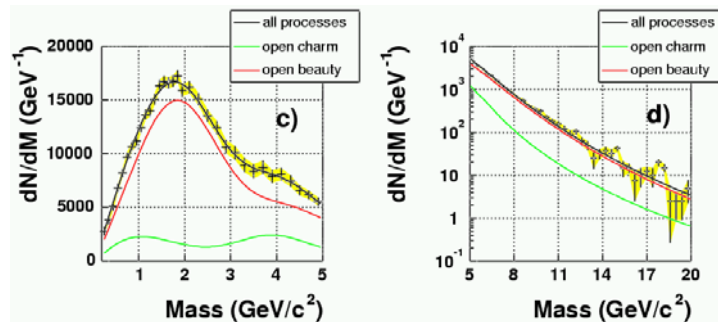 all processes
open charm
open beauty
dN/dM (GeV⁻¹)
20000
15000
10000
5000
0
c)
1 2 3 4 5
Mass (GeV/c²)
all processes
open charm
open beauty
dN/dM (GeV⁻¹)
10⁴
10³
10²
10
1
10⁻¹
d)
5 8 11 14 17 20
Mass (GeV/c²)